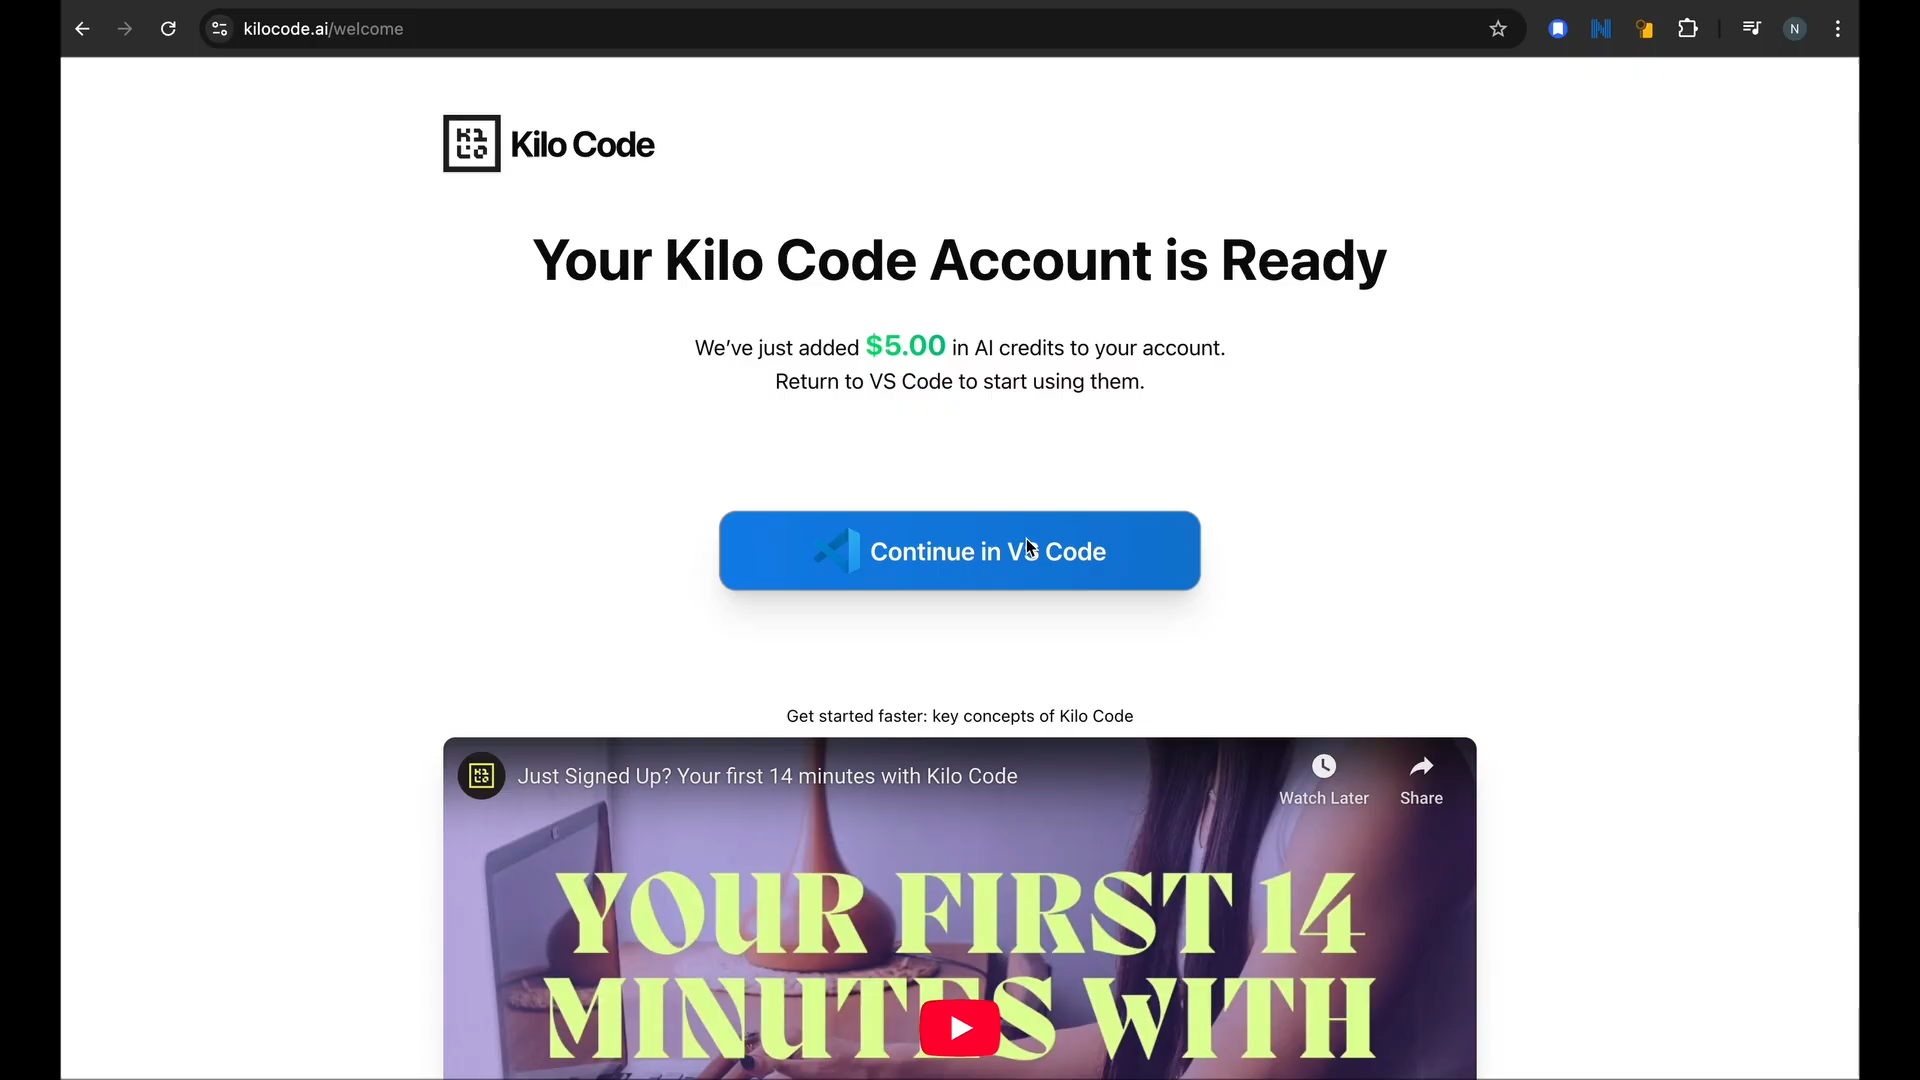 kilocode.ai/welcome
N
Kilo Code
Your Kilo Code Account is Ready
We’ve just added $5.00 in AI credits to your account.
Return to VS Code to start using them.
Continue in VS Code
Get started faster: key concepts of Kilo Code
Just Signed Up? Your first 14 minutes with Kilo Code
Watch Later
Share
YOUR FIRST 14
MINUTES WITH